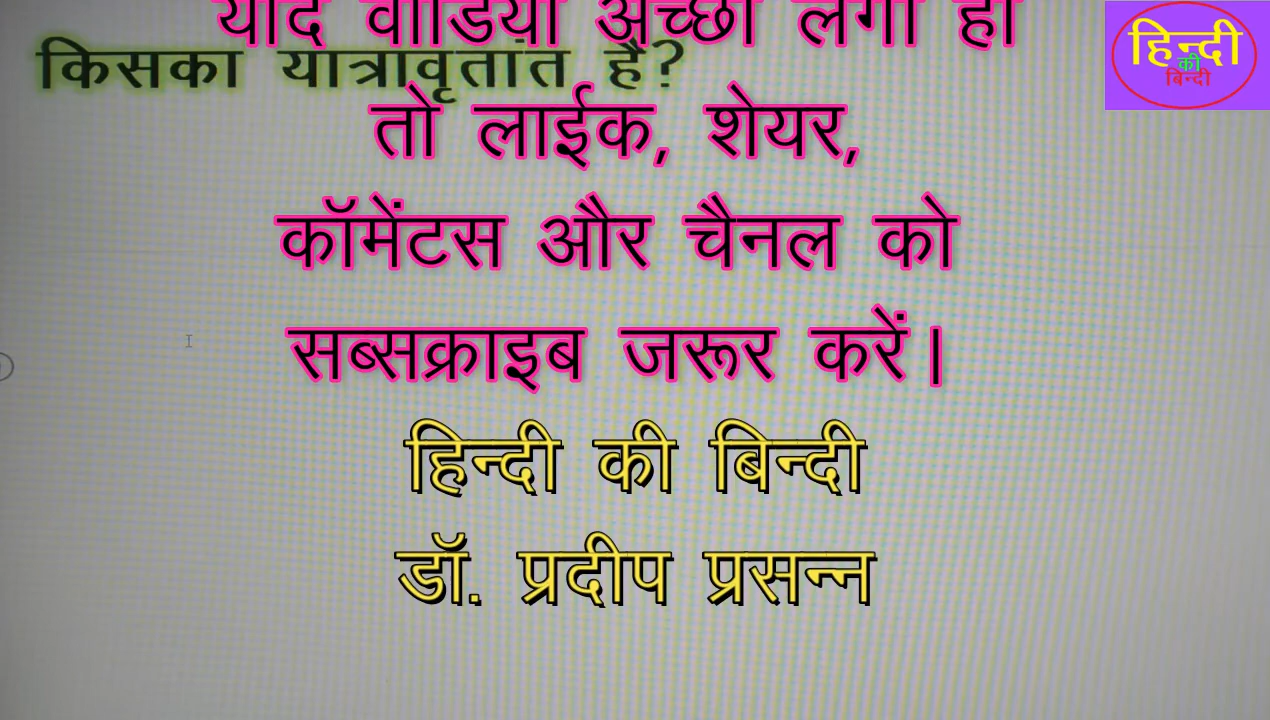 यदि वीडियो अच्छा लगा हो
किसका यात्रावृतांत है?
तो लाईक, शेयर,
कॉमेंटस और चैनल को
सब्सक्राइब जरूर करें।
हिन्दी की बिन्दी
डॉ. प्रदीप प्रसन्न
हिन्दी
की
बिन्दी